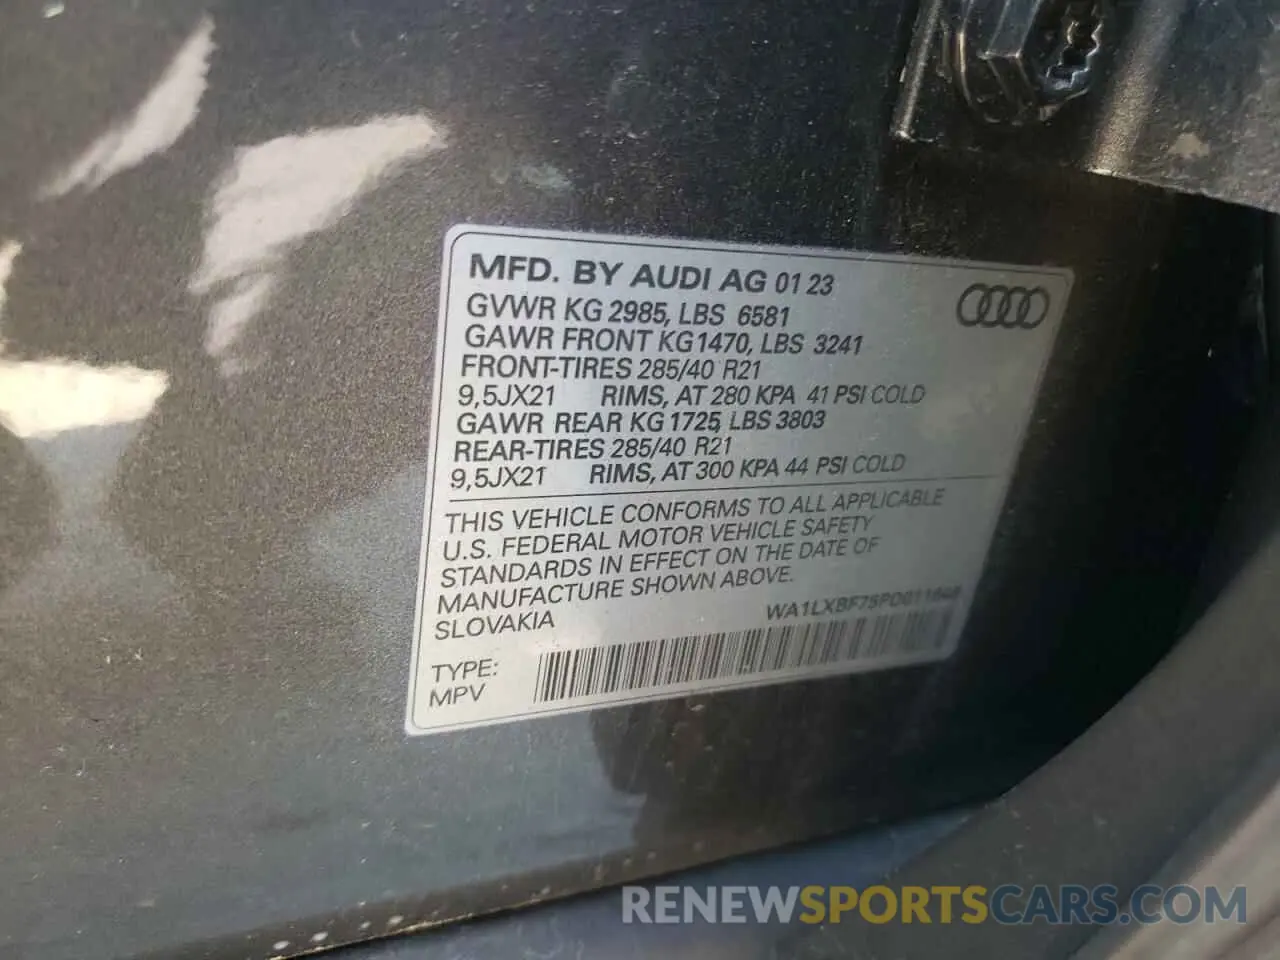 MFD. BY AUDI AG 01 23
GVWR KG 2985, LBS 6581
GAWR FRONT KG 1470, LBS 3241
FRONT-TIRES 285/40 R21
9,5JX21 RIMS, AT 280 KPA 41 PSI COLD
GAWR REAR KG 1725, LBS 3803
REAR-TIRES 285/40 R21
9,5JX21 RIMS, AT 300 KPA 44 PSI COLD
THIS VEHICLE CONFORMS TO ALL APPLICABLE
U.S. FEDERAL MOTOR VEHICLE SAFETY
STANDARDS IN EFFECT ON THE DATE OF
MANUFACTURE SHOWN ABOVE.
SLOVAKIA
TYPE:
MPV
RENEWSPORTSCARS.COM